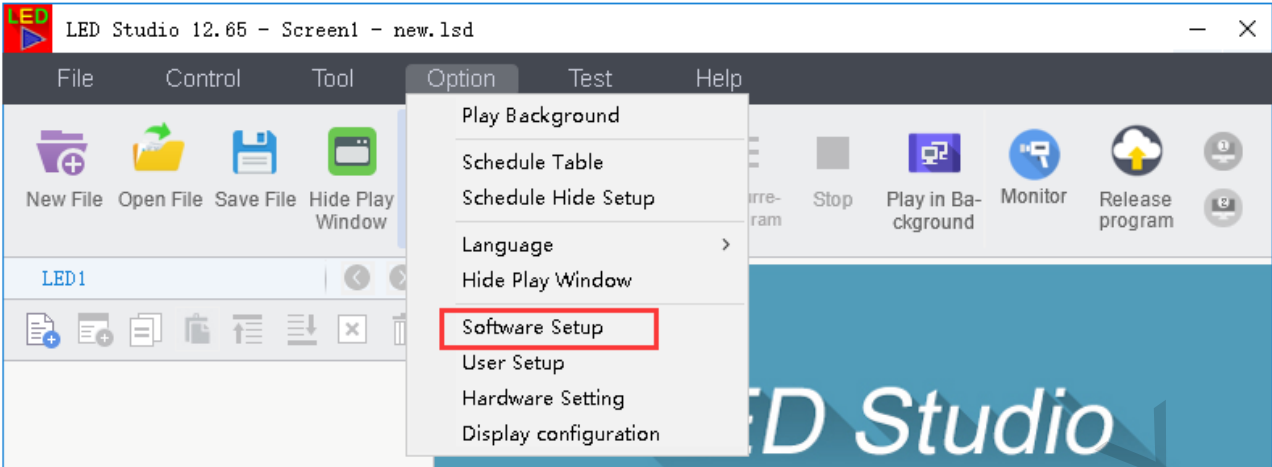 LED
LED Studio 12.65 - Screen1 - new.lsd
File Control Tool Option Test Help
Play Background
Schedule Table
Schedule Hide Setup
Language
Hide Play Window
Software Setup
User Setup
Hardware Setting
Display configuration
New File Open File Save File Hide Play
Window
Stop Play in Ba-
ckground
Monitor Release
program
1
2
LED1
D Studio